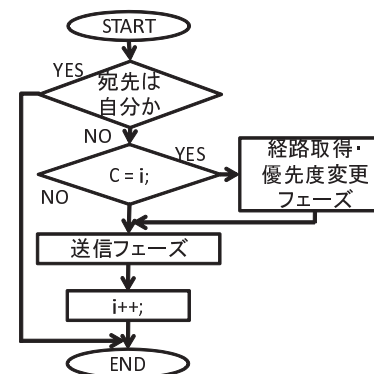 START
YES
宛先は
自分か
NO
YES
C = i;
NO
経路取得・
優先度変更
フェーズ
送信フェーズ
i++;
END